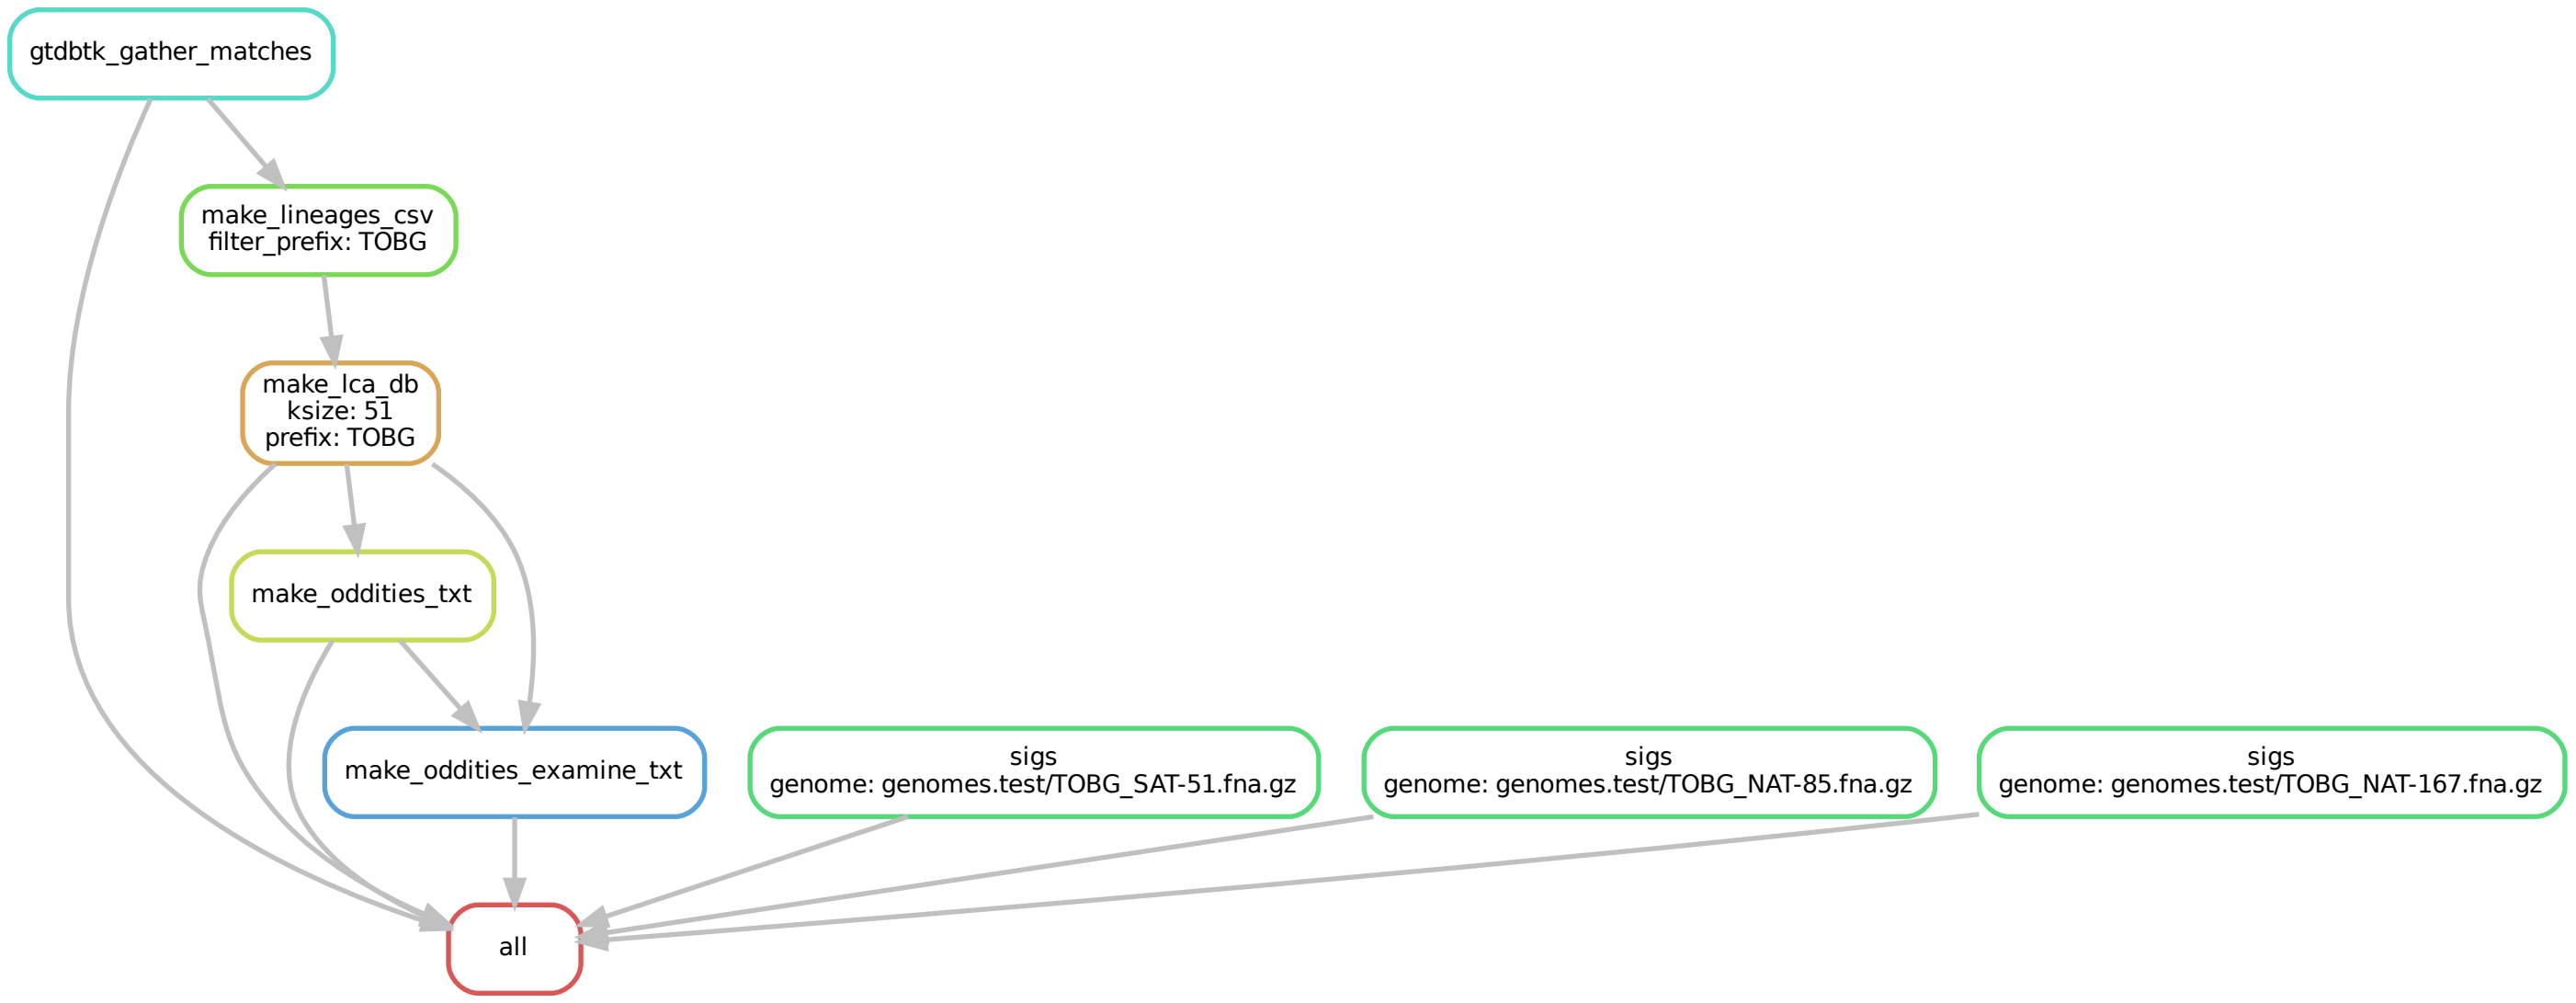 gtdbtk_gather_matches
make_lineages_csv
filter_prefix: TOBG
make_lca_db
ksize: 51
prefix: TOBG
make_oddities_txt
make_oddities_examine_txt
sigs
genome: genomes.test/TOBG_SAT-51.fna.gz
sigs
genome: genomes.test/TOBG_NAT-85.fna.gz
sigs
genome: genomes.test/TOBG_NAT-167.fna.gz
all